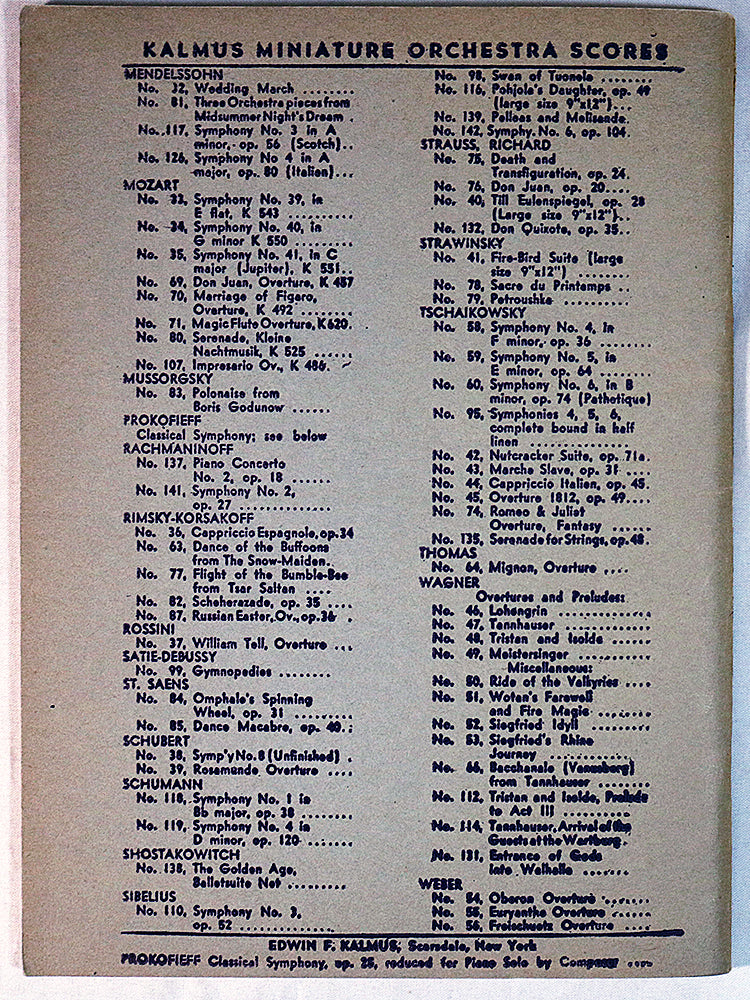 KALMUS MINIATURE ORCHESTRA SCORES
MENDELSSOHN
No. 32, Wedding March ........
No. 81, Three Orchestra pieces from
Midsummer Night's Dream .
No. 117, Symphony No. 3 in A
minor, op. 56 (Scotch)..
No. 126, Symphony No 4 in A
major, op. 80 (Italian)...
MOZART
No. 33, Symphony No. 39, in
E flat, K 543 ..........
No. 34, Symphony No. 40, in
G minor K 550 .........
No. 35, Symphony No. 41, in C
major (Jupiter), K 551..
No. 69, Don Juan, Overture, K 487
No. 70, Marriage of Figaro,
Overture, K 492 ........
No. 71, Magic Flute Overture, K 620.
No. 80, Serenade, Kleine
Nachtmusik, K 525 ......
No. 107, Impresario Ov., K 486.
MUSSORGSKY
No. 83, Polonaise from
Boris Godunow ......
PROKOFIEFF
Classical Symphony; see below
RACHMANINOFF
No. 137, Piano Concerto
No. 2, op. 18 .......
No. 141, Symphony No. 2,
op. 27 ..............
RIMSKY-KORSAKOFF
No. 36, Cappriccio Espagnole, op. 34
No. 63, Dance of the Buffoons
from The Snow-Maiden.
No. 77, Flight of the Bumble-Bee
from Tsar Saltan ....
No. 82, Scheherazade, op. 35 ....
No. 87, Russian Easter, Ov., op. 36 .
ROSSINI
No. 37, William Tell, Overture ...
SATIE-DEBUSSY
No. 99, Gymnopedies ........
ST. SAENS
No. 84, Omphale's Spinning
Wheel, op. 31 .........
No. 85, Dance Macabre, op. 40.;
SCHUBERT
No. 38, Symp'y No. 8 (Unfinished) .
No. 39, Rosamunde Overture ....
SCHUMANN
No. 118, Symphony No. 1 in
Bb major, op. 38 ........
No. 119, Symphony No. 4 in
D minor, op. 120 .......
SHOSTAKOWITCH
No. 138, The Golden Age,
Balletsuite Net .........
SIBELIUS
No. 110, Symphony No. 3,
op. 52 ..............
No. 98, Swan of Tuonela ........
No. 116, Pohjola's Daughter, op. 49
(large size 9"x12")...
No. 139, Pelleas and Melisande.
No. 142, Symphy. No. 6, op. 104.
STRAUSS, RICHARD
No. 75, Death and
Transfiguration, op. 24.
No. 76, Don Juan, op. 20....
No. 40, Till Eulenspiegel, op. 28
(Large size 9"x12")..
No. 132, Don Quixote, op. 35..
STRAWINSKY
No. 41, Fire-Bird Suite (large
size 9"x12") ........
No. 78, Sacre du Printemps ..
No. 79, Petroushka ........
TSCHAIKOWSKY
No. 58, Symphony No. 4, in
F minor, op. 36 ........
No. 59, Symphony No. 5, in
E minor, op. 64 ........
No. 60, Symphony No. 6, in B
minor, op. 74 (Pathetique)
No. 95, Symphonies 4, 5, 6,
complete bound in half
linen ..............
No. 42, Nutcracker Suite, op. 71a.
No. 43, Marche Slave, op. 31 ....
No. 44, Cappriccio Italien, op. 45.
No. 45, Overture 1812, op. 49....
No. 74, Romeo & Juliet
Overture, Fantasy ......
No. 135, Serenade for Strings, op. 48.
THOMAS
No. 64, Mignon, Overture ....
WAGNER
Overtures and Preludes:
No. 46, Lohengrin .............
No. 47, Tannhauser ............
No. 48, Tristan and Isolde ......
No. 49, Meistersinger ..........
Miscellaneous:
No. 50, Ride of the Valkyries ....
No. 51, Wotan's Farewell
and Fire Magic ........
No. 52, Siegfried Idyll ........
No. 53, Siegfried's Rhine
Journey ..............
No. 66, Bacchanale (Venusberg)
from Tannhauser ........
No. 112, Tristan and Isolde, Prelude
to Act III ..........
No. 114, Tannhauser, Arrival of the
Guests at the Wartburg.
No. 131, Entrance of Gods
into Walhalla .......
WEBER
No. 54, Oberon Overture .......
No. 55, Euryanthe Overture ......
No. 56, Freischuetz Overture ....
EDWIN F. KALMUS, Scarsdale, New York
PROKOFIEFF Classical Symphony, op. 25, reduced for Piano Solo by Composer ....